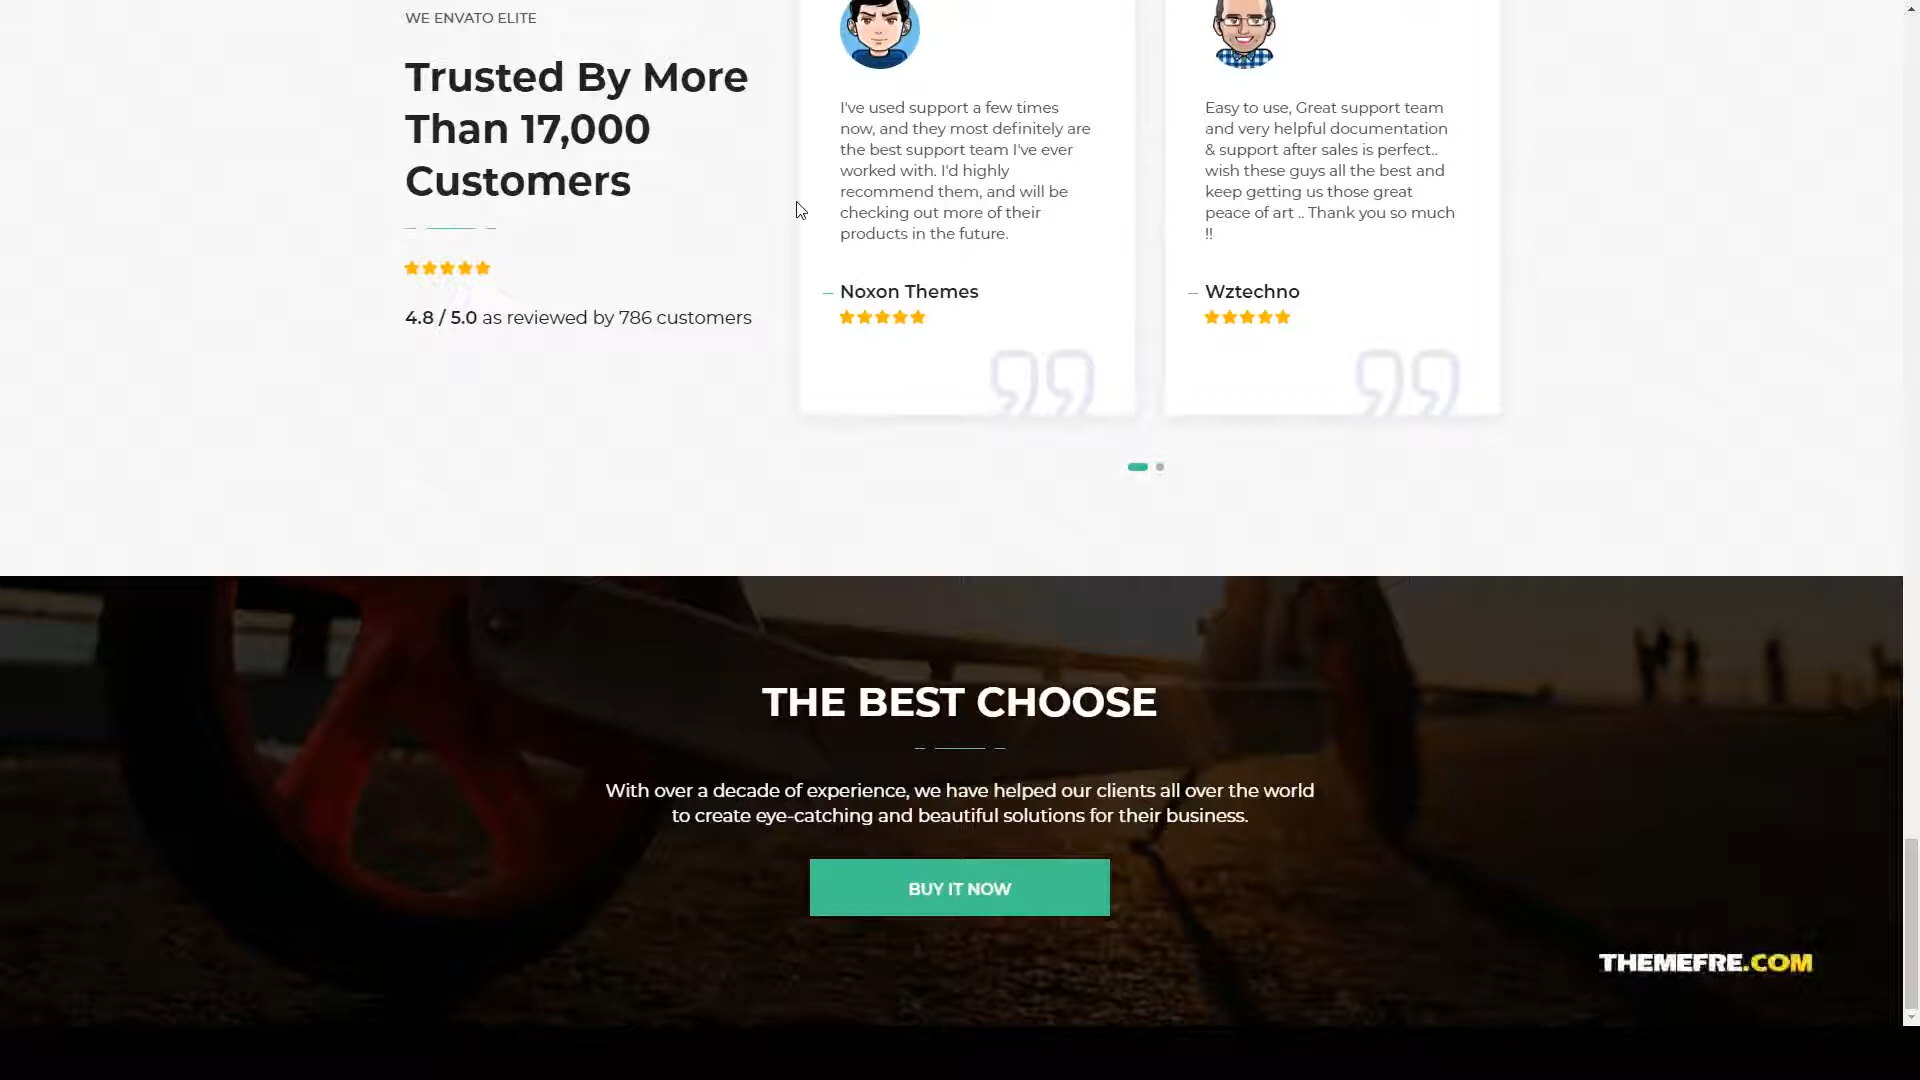 WE ENVATO ELITE
Trusted By More
Than 17,000
Customers
4.8 / 5.0 as reviewed by 786 customers
I've used support a few times
now, and they most definitely are
the best support team I've ever
worked with. I'd highly
recommend them, and will be
checking out more of their
products in the future.
Noxon Themes
Easy to use, Great support team
and very helpful documentation
& support after sales is perfect..
wish these guys all the best and
keep getting us those great
peace of art .. Thank you so much
!!
Wztechno
THE BEST CHOOSE
With over a decade of experience, we have helped our clients all over the world
to create eye-catching and beautiful solutions for their business.
BUY IT NOW
THEMEFRE.COM